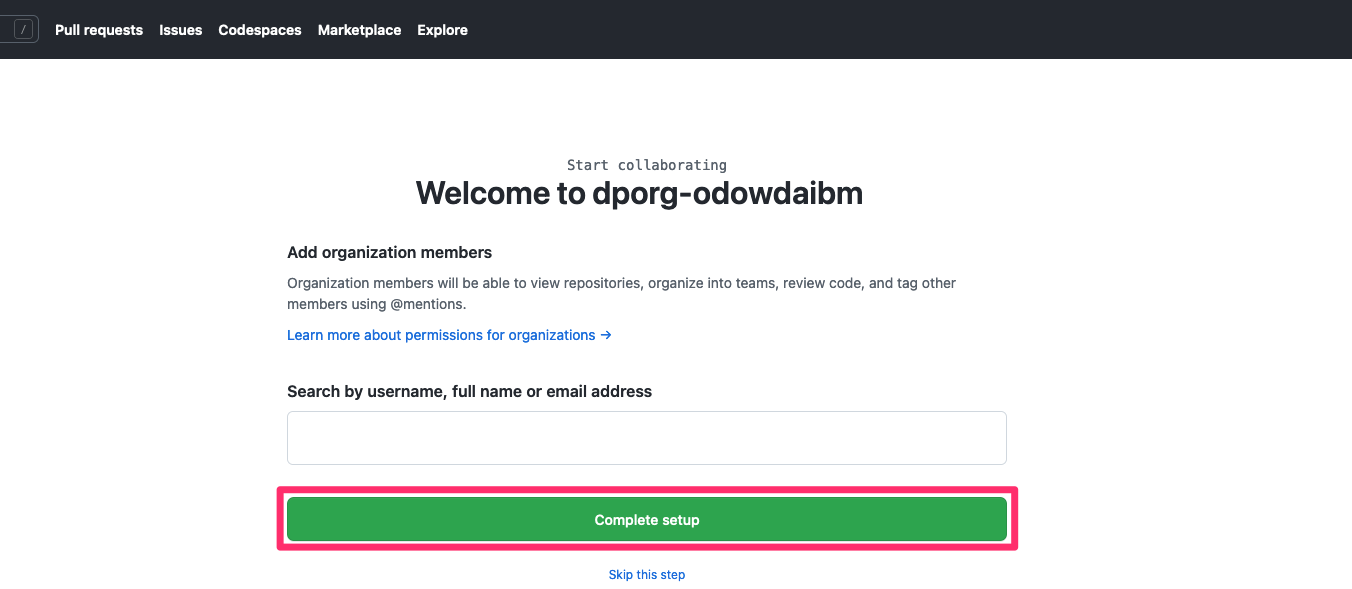 / Pull requests Issues Codespaces Marketplace Explore
Start collaborating
Welcome to dporg-odowdaibm
Add organization members
Organization members will be able to view repositories, organize into teams, review code, and tag other
members using @mentions.
Learn more about permissions for organizations →
Search by username, full name or email address
Complete setup
Skip this step